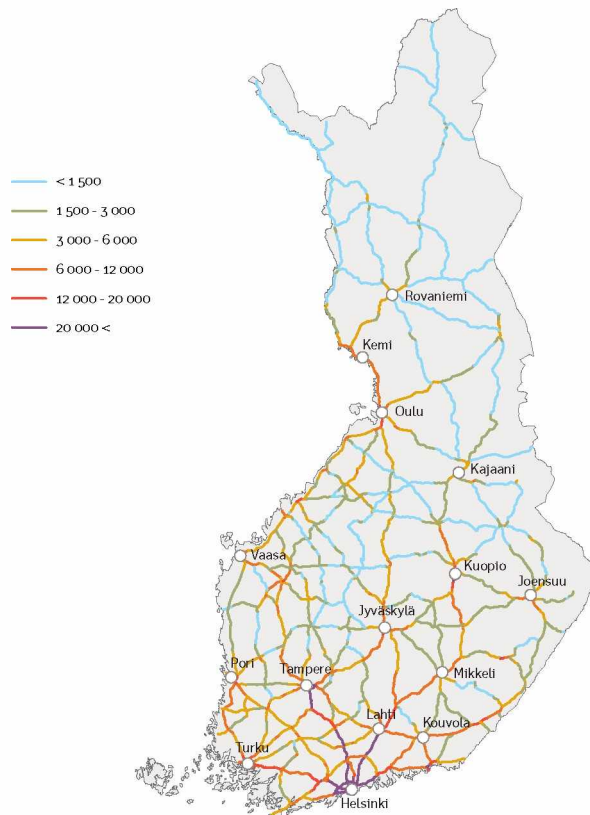 < 1 500
1 500 - 3 000
3 000 - 6 000
6 000 - 12 000
12 000 - 20 000
20 000 <
Rovaniemi
Kemi
Oulu
Kajaani
Vaasa
Kuopio
Joensuu
Jyväskylä
Pori
Tampere
Mikkeli
Lahti
Kouvola
Turku
Helsinki